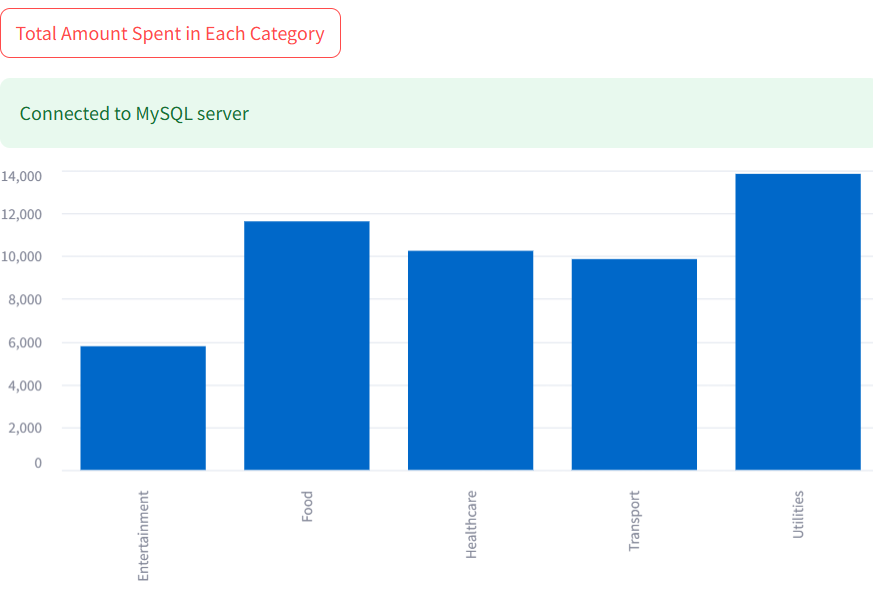 Total Amount Spent in Each Category
Connected to MySQL server
14,000
12,000
10,000
8,000
6,000
4,000
2,000
0
Entertainment
Food
Healthcare
Transport
Utilities